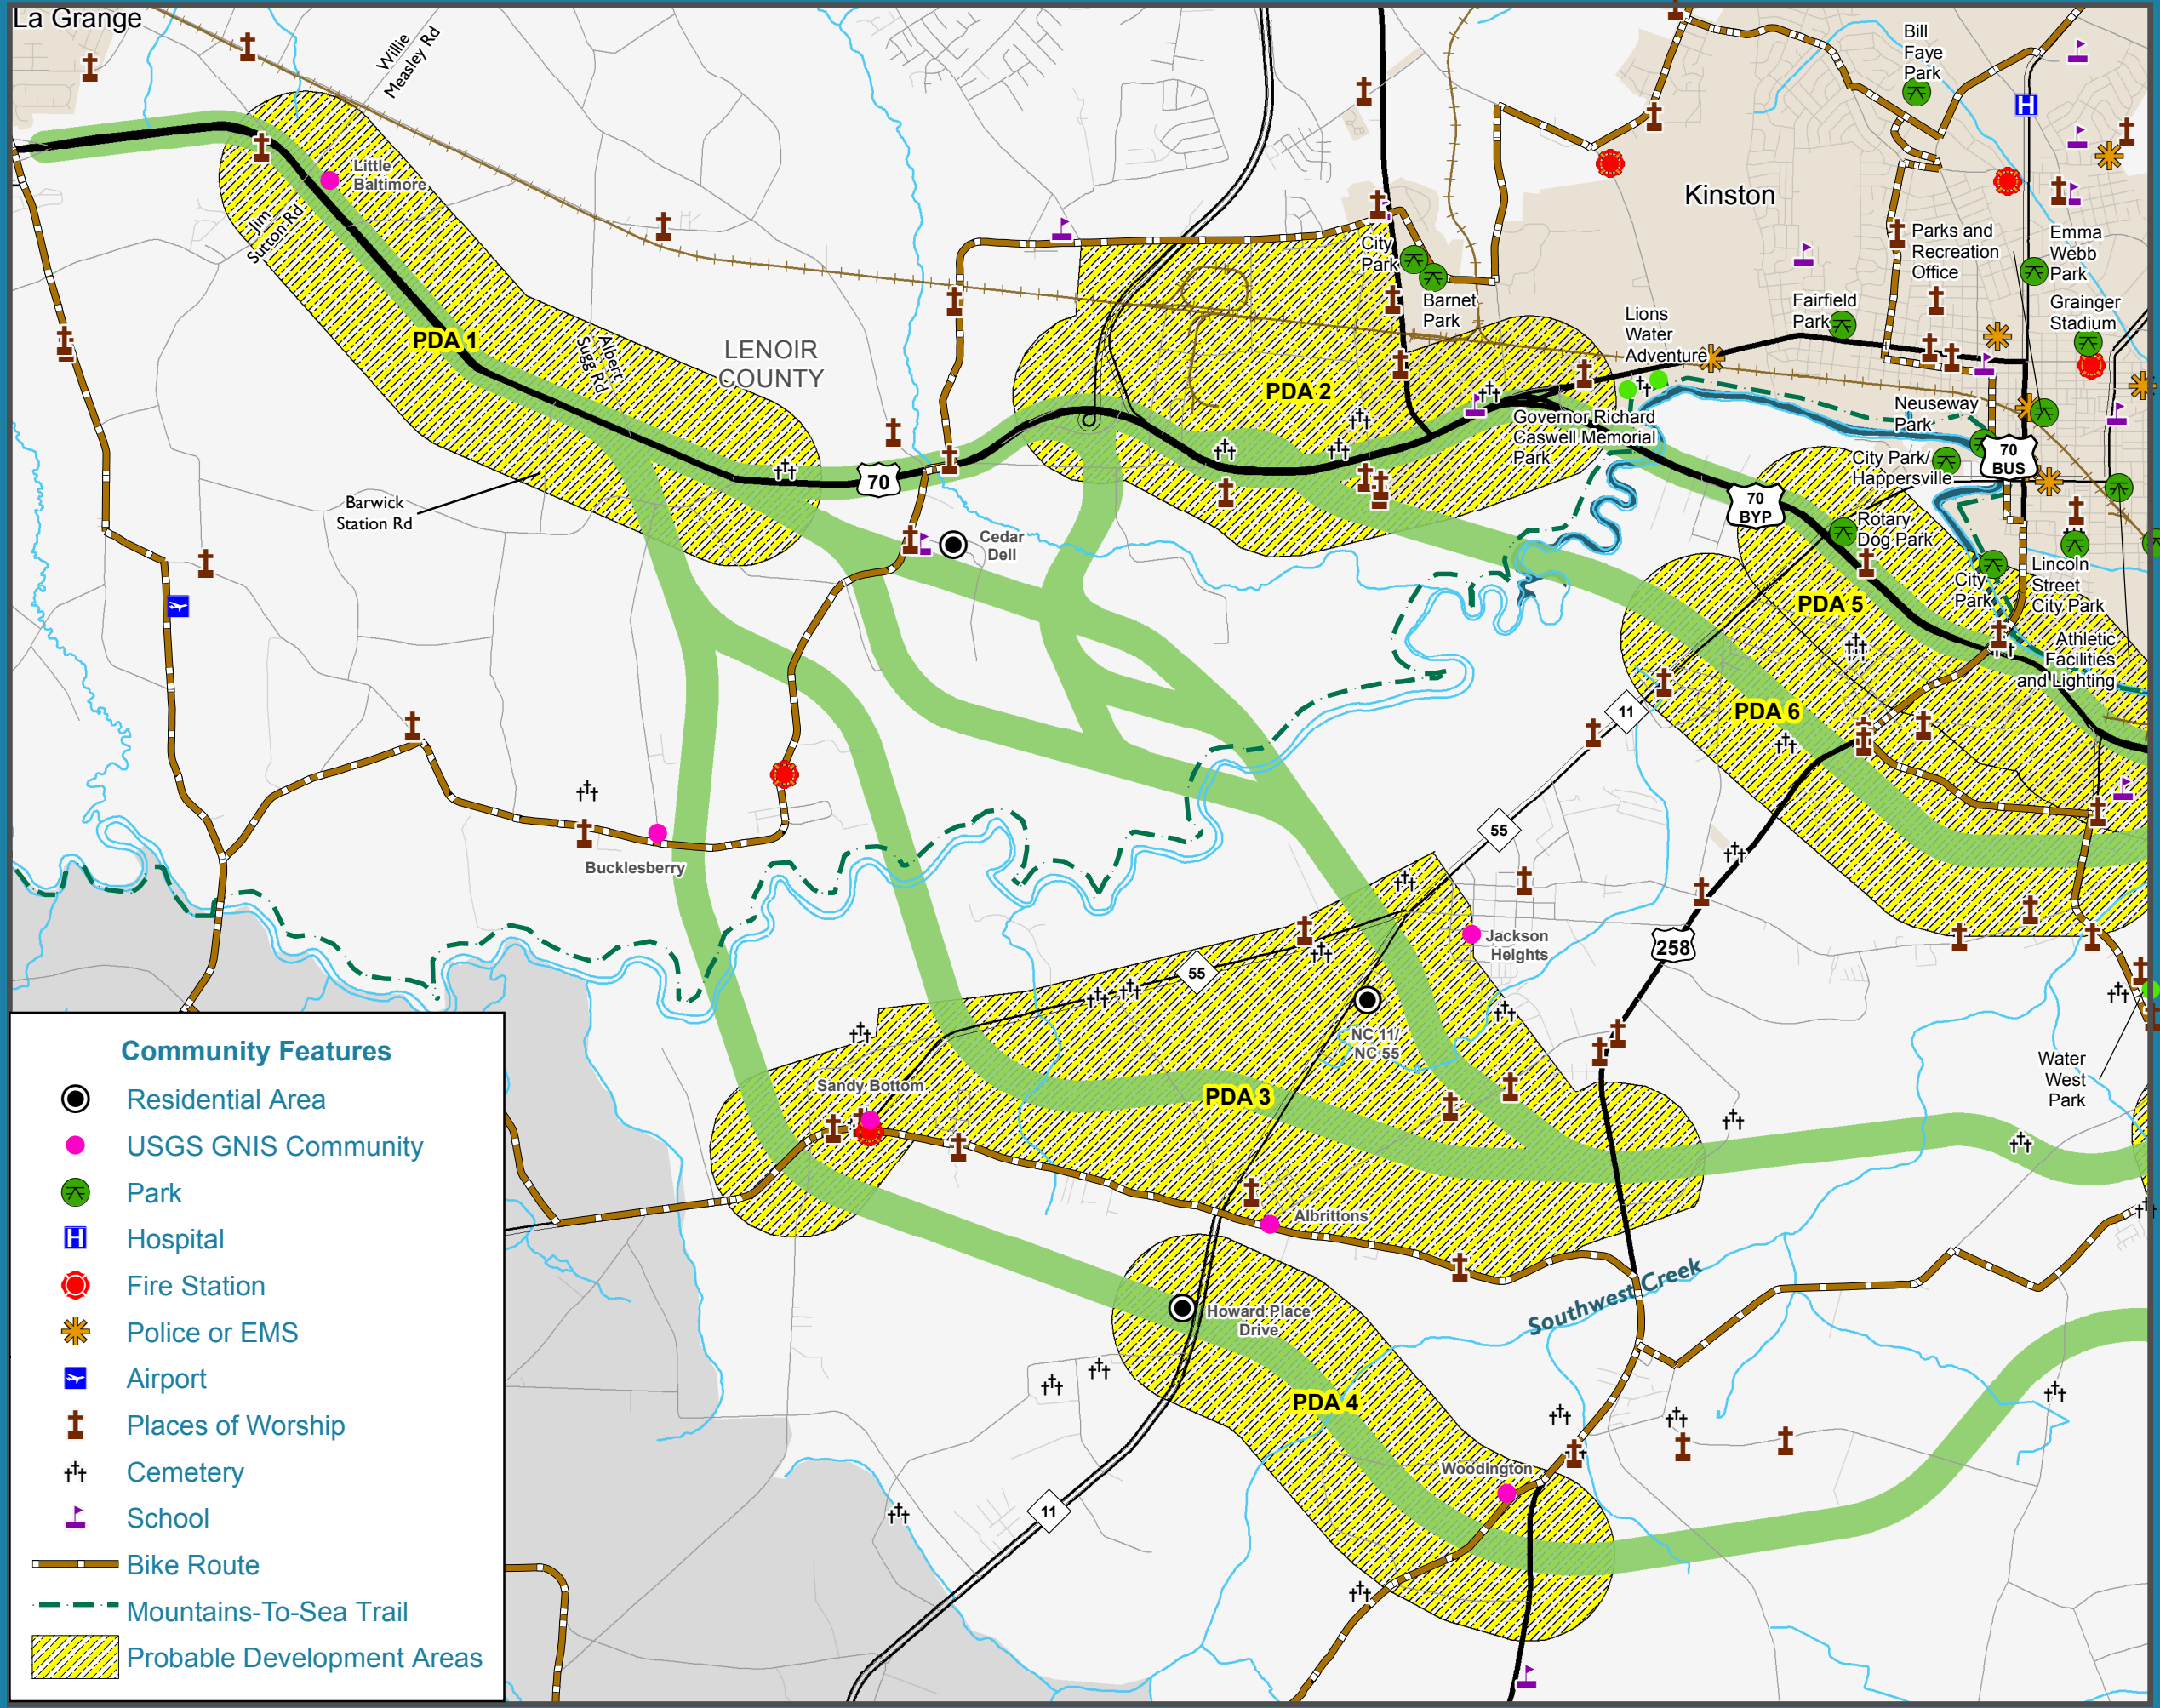 La Grange
Willie
Measley Rd
Bill
Faye
Park
H
Kinston
Little
Baltimore
Jim
Sutton Rd
Parks and
Recreation
Office
Emma
Webb
Park
City
Park
Barnet
Park
Fairfield
Park
Grainger
Stadium
Lions
Water
Adventure
PDA 1
Albert
Sugg Rd
LENOIR
COUNTY
PDA 2
Governor Richard
Caswell Memorial
Park
Neuseway
Park
City Park/
Happersville
70
BUS
70
70
BYP
Barwick
Station Rd
Rotary
Dog Park
Cedar
Dell
City
Park
Lincoln
Street
City Park
PDA 5
Athletic
Facilities
and Lighting
PDA 6
11
55
Bucklesberry
Jackson
Heights
258
55
NC 11/
NC 55
Sandy Bottom
PDA 3
Water
West
Park
Albrittons
Southwest Creek
Howard Place
Drive
PDA 4
Woodington
11
Community Features
Residential Area
USGS GNIS Community
Park
H
Hospital
Fire Station
Police or EMS
Airport
Places of Worship
Cemetery
School
Bike Route
Mountains-To-Sea Trail
Probable Development Areas